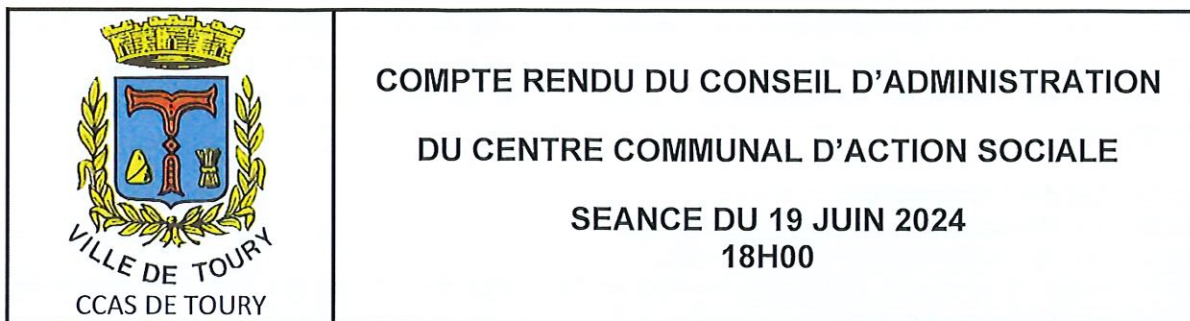 VILLE DE TOURY
CCAS DE TOURY
COMPTE RENDU DU CONSEIL D'ADMINISTRATION
DU CENTRE COMMUNAL D'ACTION SOCIALE
SEANCE DU 19 JUIN 2024
18H00